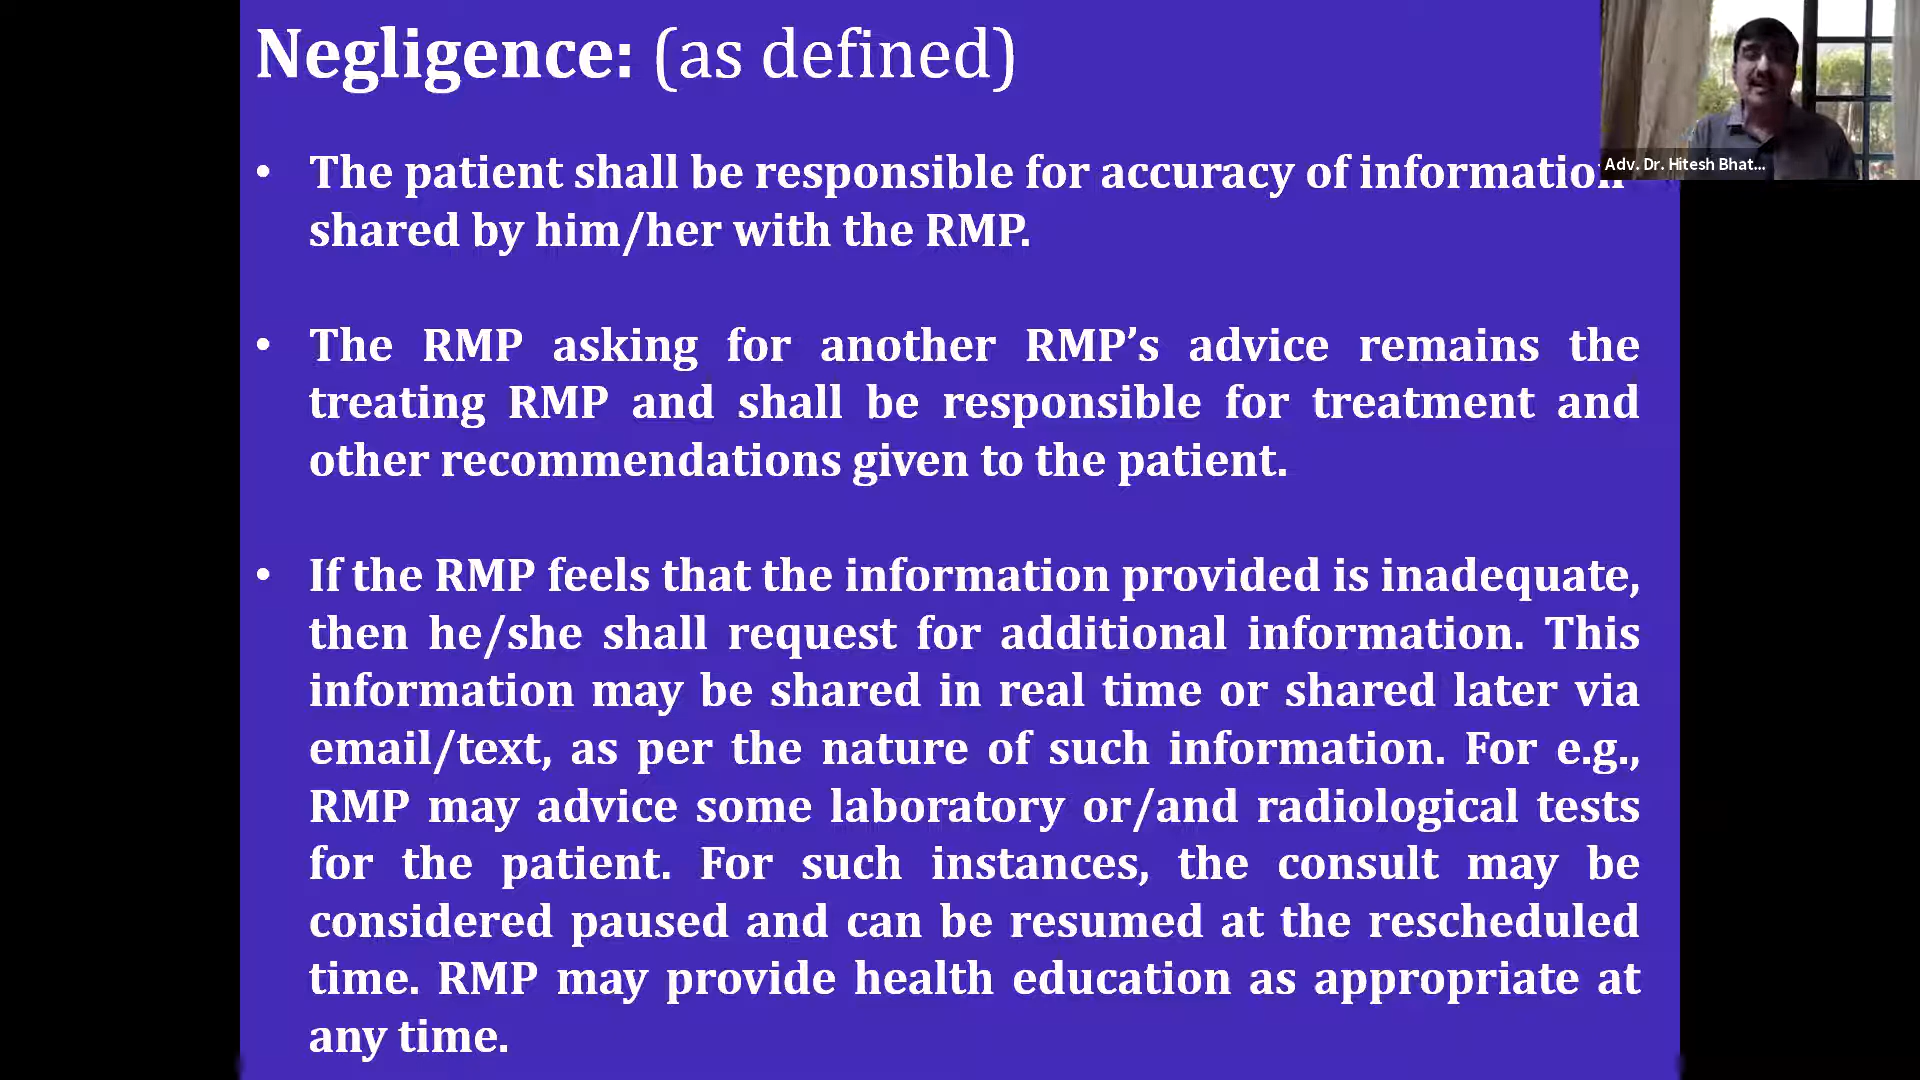 Negligence: (as defined)
• The patient shall be responsible for accuracy of information
shared by him/her with the RMP.
• The RMP asking for another RMP’s advice remains the
treating RMP and shall be responsible for treatment and
other recommendations given to the patient.
• If the RMP feels that the information provided is inadequate,
then he/she shall request for additional information. This
information may be shared in real time or shared later via
email/text, as per the nature of such information. For e.g.,
RMP may advice some laboratory or/and radiological tests
for the patient. For such instances, the consult may be
considered paused and can be resumed at the rescheduled
time. RMP may provide health education as appropriate at
any time.
Adv. Dr. Hitesh Bhat...